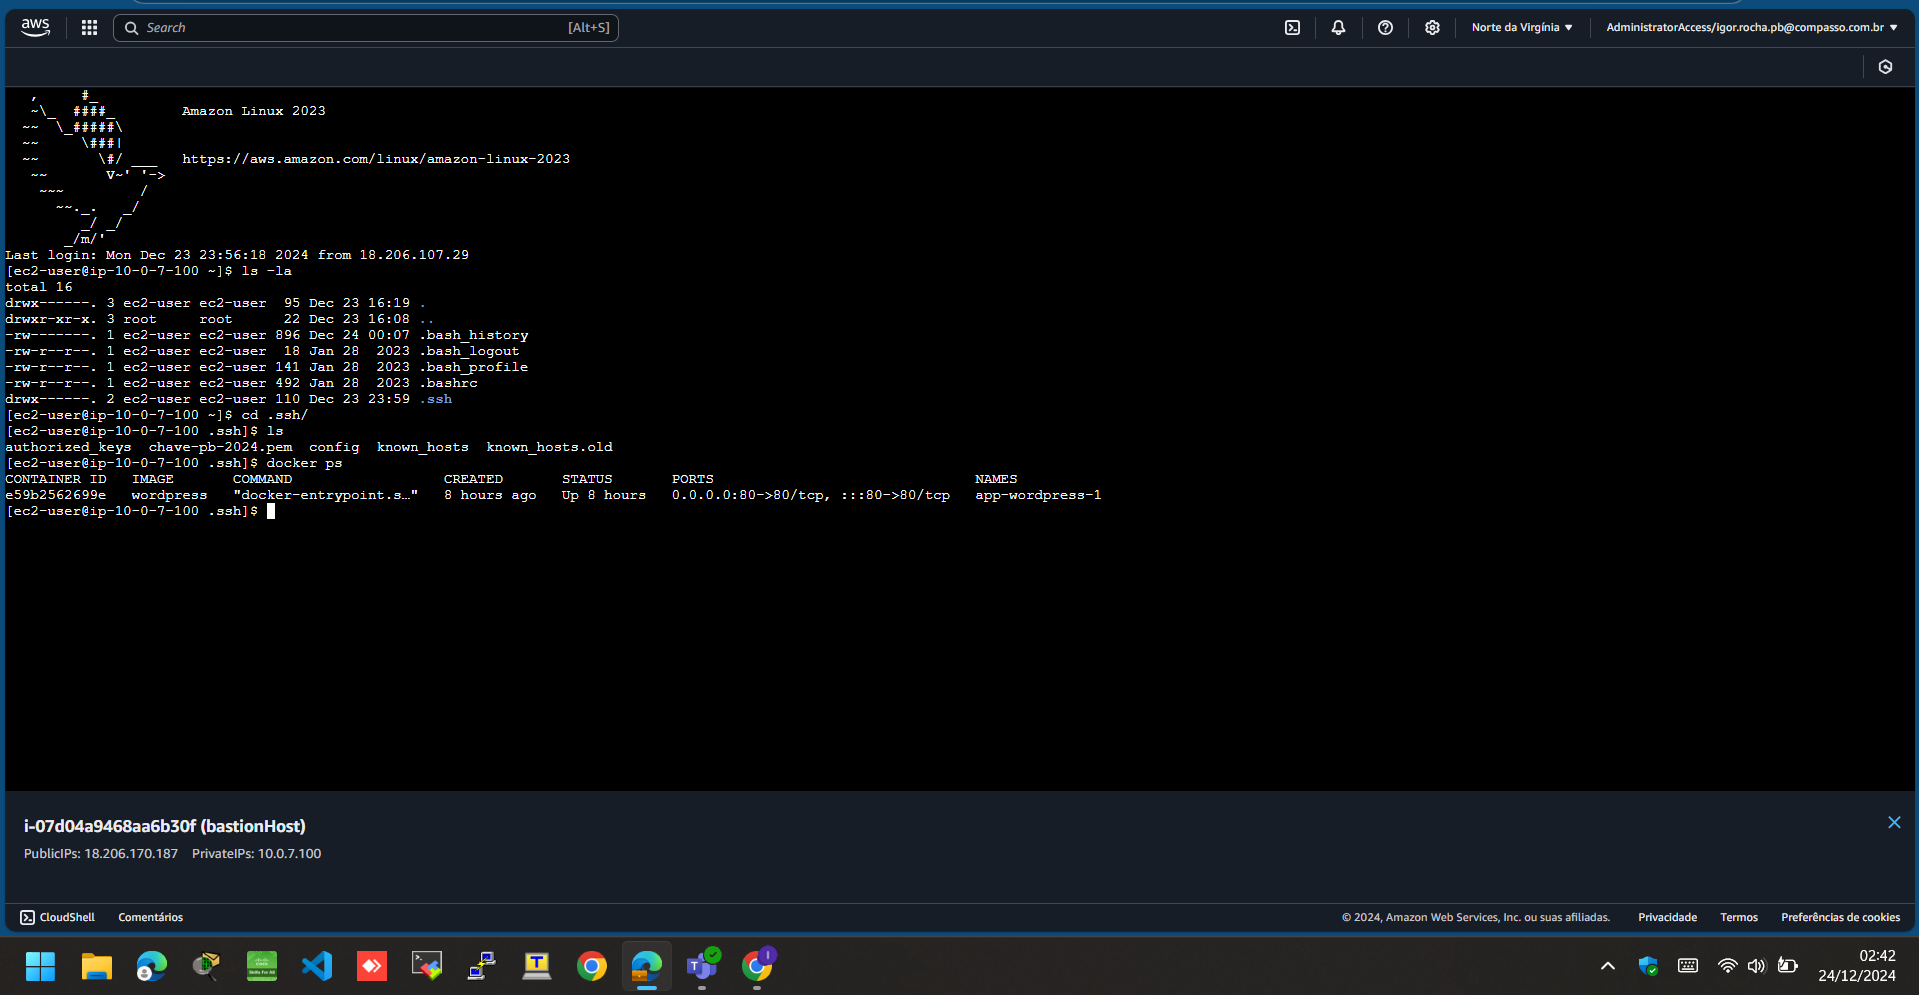 aws
Search [Alt+S]
Norte da Virgínia
AdministratorAccess/igor.rocha.pb@compasso.com.br
   ,     #_
   ~\_  ####_        Amazon Linux 2023
  ~~  \_#####\
  ~~     \###|
  ~~       \#/ ___   https://aws.amazon.com/linux/amazon-linux-2023
   ~~       V~' '->
    ~~~         /
      ~~._.   _/
         _/ _/
       _/m/'
Last login: Mon Dec 23 23:56:18 2024 from 18.206.107.29
[ec2-user@ip-10-0-7-100 ~]$ ls -la
total 16
drwx------. 3 ec2-user ec2-user  95 Dec 23 16:19 .
drwxr-xr-x. 3 root     root      22 Dec 23 16:08 ..
-rw-------. 1 ec2-user ec2-user 896 Dec 24 00:07 .bash_history
-rw-r--r--. 1 ec2-user ec2-user  18 Jan 28  2023 .bash_logout
-rw-r--r--. 1 ec2-user ec2-user 141 Jan 28  2023 .bash_profile
-rw-r--r--. 1 ec2-user ec2-user 492 Jan 28  2023 .bashrc
drwx------. 2 ec2-user ec2-user 110 Dec 23 23:59 .ssh
[ec2-user@ip-10-0-7-100 ~]$ cd .ssh/
[ec2-user@ip-10-0-7-100 .ssh]$ ls
authorized_keys  chave-pb-2024.pem  config  known_hosts  known_hosts.old
[ec2-user@ip-10-0-7-100 .ssh]$ docker ps
CONTAINER ID   IMAGE       COMMAND                  CREATED       STATUS       PORTS                               NAMES
e59b2562699e   wordpress   "docker-entrypoint.s…"   8 hours ago   Up 8 hours   0.0.0.0:80->80/tcp, :::80->80/tcp   app-wordpress-1
[ec2-user@ip-10-0-7-100 .ssh]$
i-07d04a9468aa6b30f (bastionHost)
PublicIPs: 18.206.170.187 PrivateIPs: 10.0.7.100
CloudShell Comentários © 2024, Amazon Web Services, Inc. ou suas afiliadas. Privacidade Termos Preferências de cookies
02:42
24/12/2024